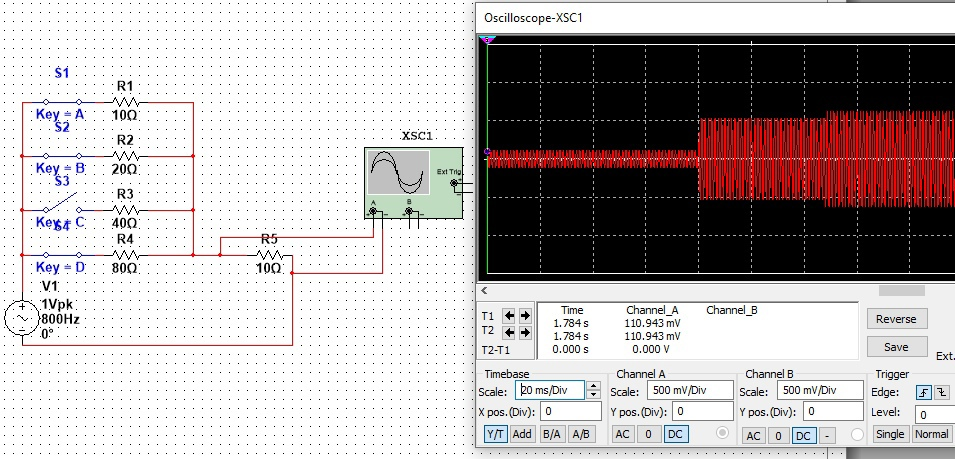 Oscilloscope-XSC1
S1
R1
Key = A
10Ω
S2
R2
Key = B
20Ω
S3
R3
Key = C
40Ω
S4
R4
Key = D
80Ω
R5
10Ω
V1
1Vpk
800Hz
0°
XSC1
Ext Trig
A
B
T1
T2
T2-T1
Time Channel_A Channel_B
1.784 s 110.943 mV
1.784 s 110.943 mV
0.000 s 0.000 V
Reverse
Save
Ext.
Timebase
Scale: 20 ms/Div
X pos.(Div): 0
Y/T Add B/A A/B
Channel A
Scale: 500 mV/Div
Y pos.(Div): 0
AC 0 DC
Channel B
Scale: 500 mV/Div
Y pos.(Div): 0
AC 0 DC -
Trigger
Edge:
Level: 0
Single Normal